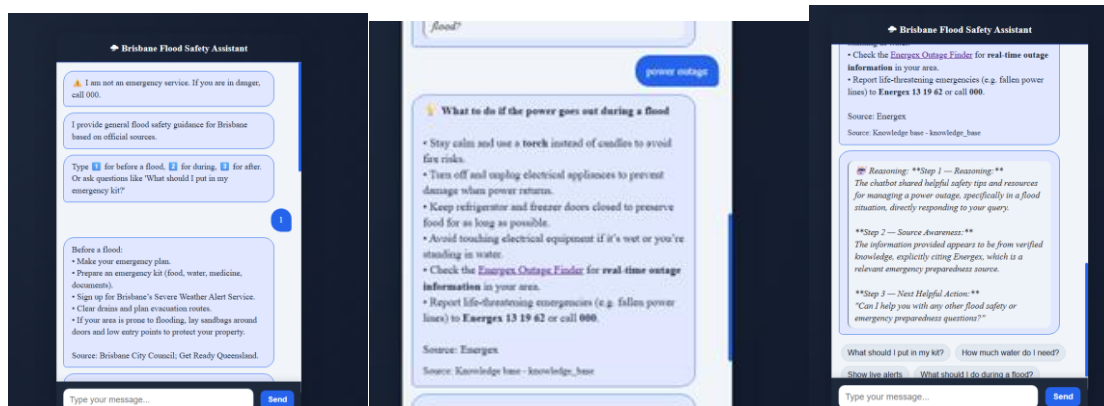 🌩 Brisbane Flood Safety Assistant
⚠️ I am not an emergency service. If you are in danger,
call 000.
I provide general flood safety guidance for Brisbane
based on official sources.
Type 1️⃣ for before a flood, 2️⃣ for during, 3️⃣ for after.
Or ask questions like 'What should I put in my
emergency kit?'
1
Before a flood:
• Make your emergency plan.
• Prepare an emergency kit (food, water, medicine,
documents).
• Sign up for Brisbane's Severe Weather Alert Service.
• Clear drains and plan evacuation routes.
• If your area is prone to flooding, lay sandbags around
doors and low entry points to protect your property.
Source: Brisbane City Council; Get Ready Queensland.
Type your message...
Send
flood?
power outage
⚡ What to do if the power goes out during a flood
• Stay calm and use a torch instead of candles to avoid
fire risks.
• Turn off and unplug electrical appliances to prevent
damage when power returns.
• Keep refrigerator and freezer doors closed to preserve
food for as long as possible.
• Avoid touching electrical equipment if it's wet or you're
standing in water.
• Check the Energex Outage Finder for real-time outage
information in your area.
• Report life-threatening emergencies (e.g. fallen power
lines) to Energex 13 19 62 or call 000.
Source: Energex
Source: Knowledge base - knowledge_base
🌩 Brisbane Flood Safety Assistant
standing in water.
• Check the Energex Outage Finder for real-time outage
information in your area.
• Report life-threatening emergencies (e.g. fallen power
lines) to Energex 13 19 62 or call 000.
Source: Energex
Source: Knowledge base - knowledge_base
Reasoning: **Step 1 — Reasoning:**
The chatbot shared helpful safety tips and resources
for managing a power outage, specifically in a flood
situation, directly responding to your query.
**Step 2 — Source Awareness:**
The information provided appears to be from verified
knowledge, explicitly citing Energex, which is a
relevant emergency preparedness source.
**Step 3 — Next Helpful Action:**
"Can I help you with any other flood safety or
emergency preparedness questions?"
What should I put in my kit? How much water do I need?
Show live alerts What should I do during a flood?
Type your message...
Send